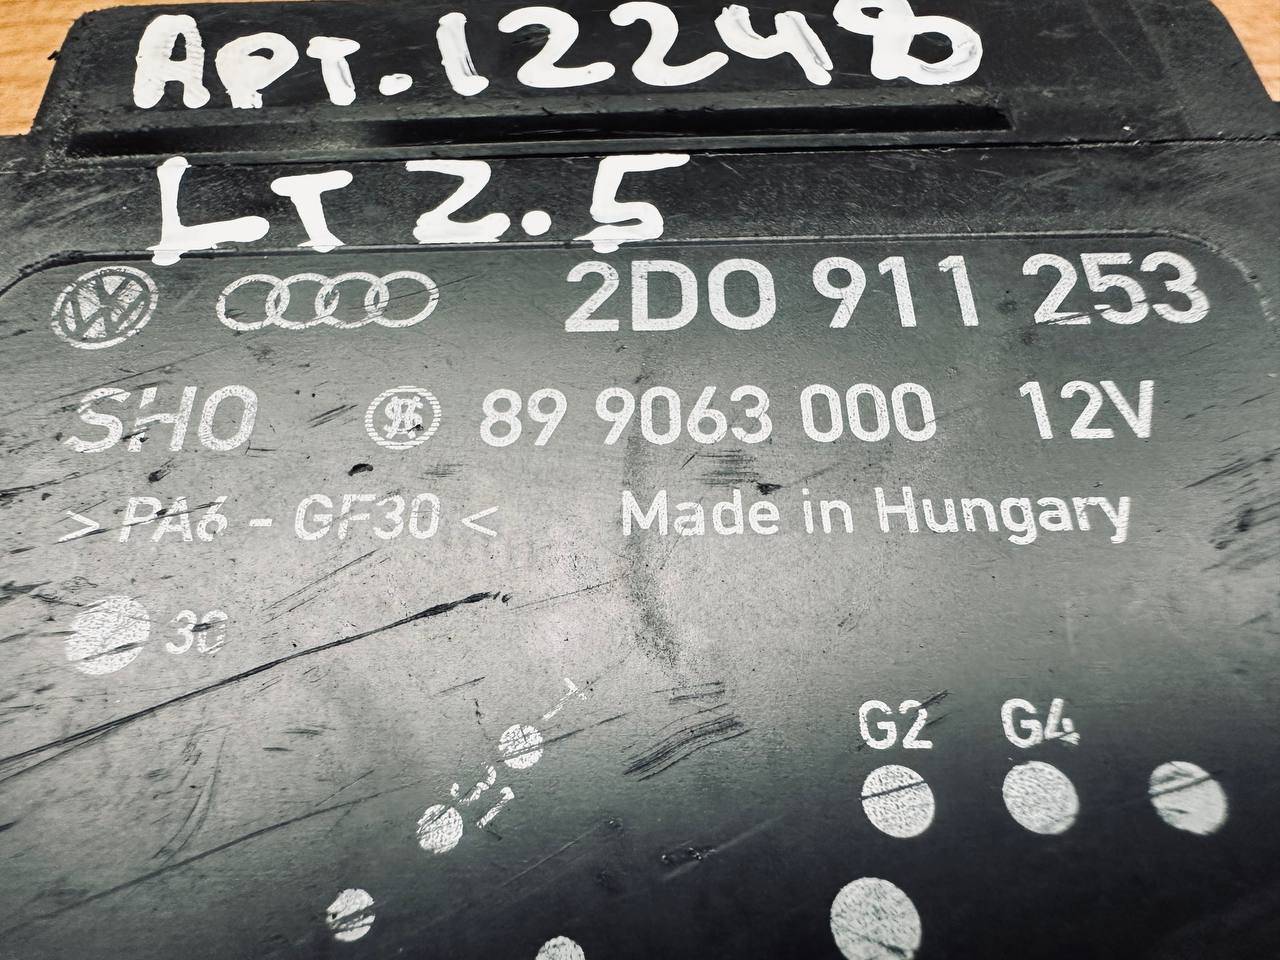 Арт.12248
LT 2.5
2D0 911 253
SHO 89 9063 000 12V
> PA6 - GF30 < Made in Hungary
30
G2 G4